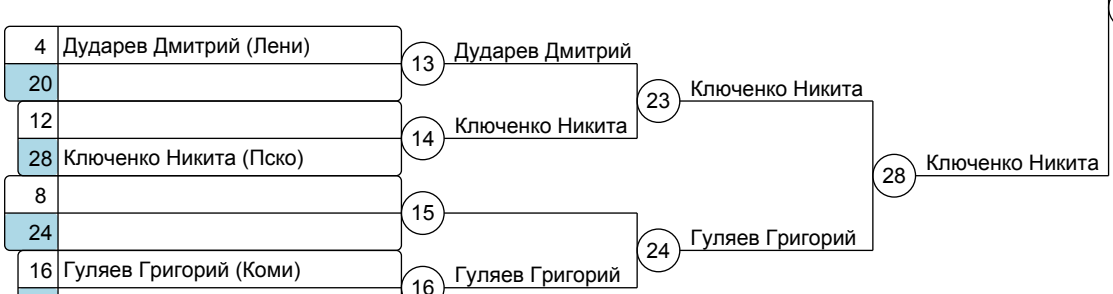 4 Дударев Дмитрий (Лени)
20
13
Дударев Дмитрий
12
28 Ключенко Никита (Пско)
14
Ключенко Никита
23
Ключенко Никита
8
24
15
16 Гуляев Григорий (Коми)
16
Гуляев Григорий
24
Гуляев Григорий
28
Ключенко Никита